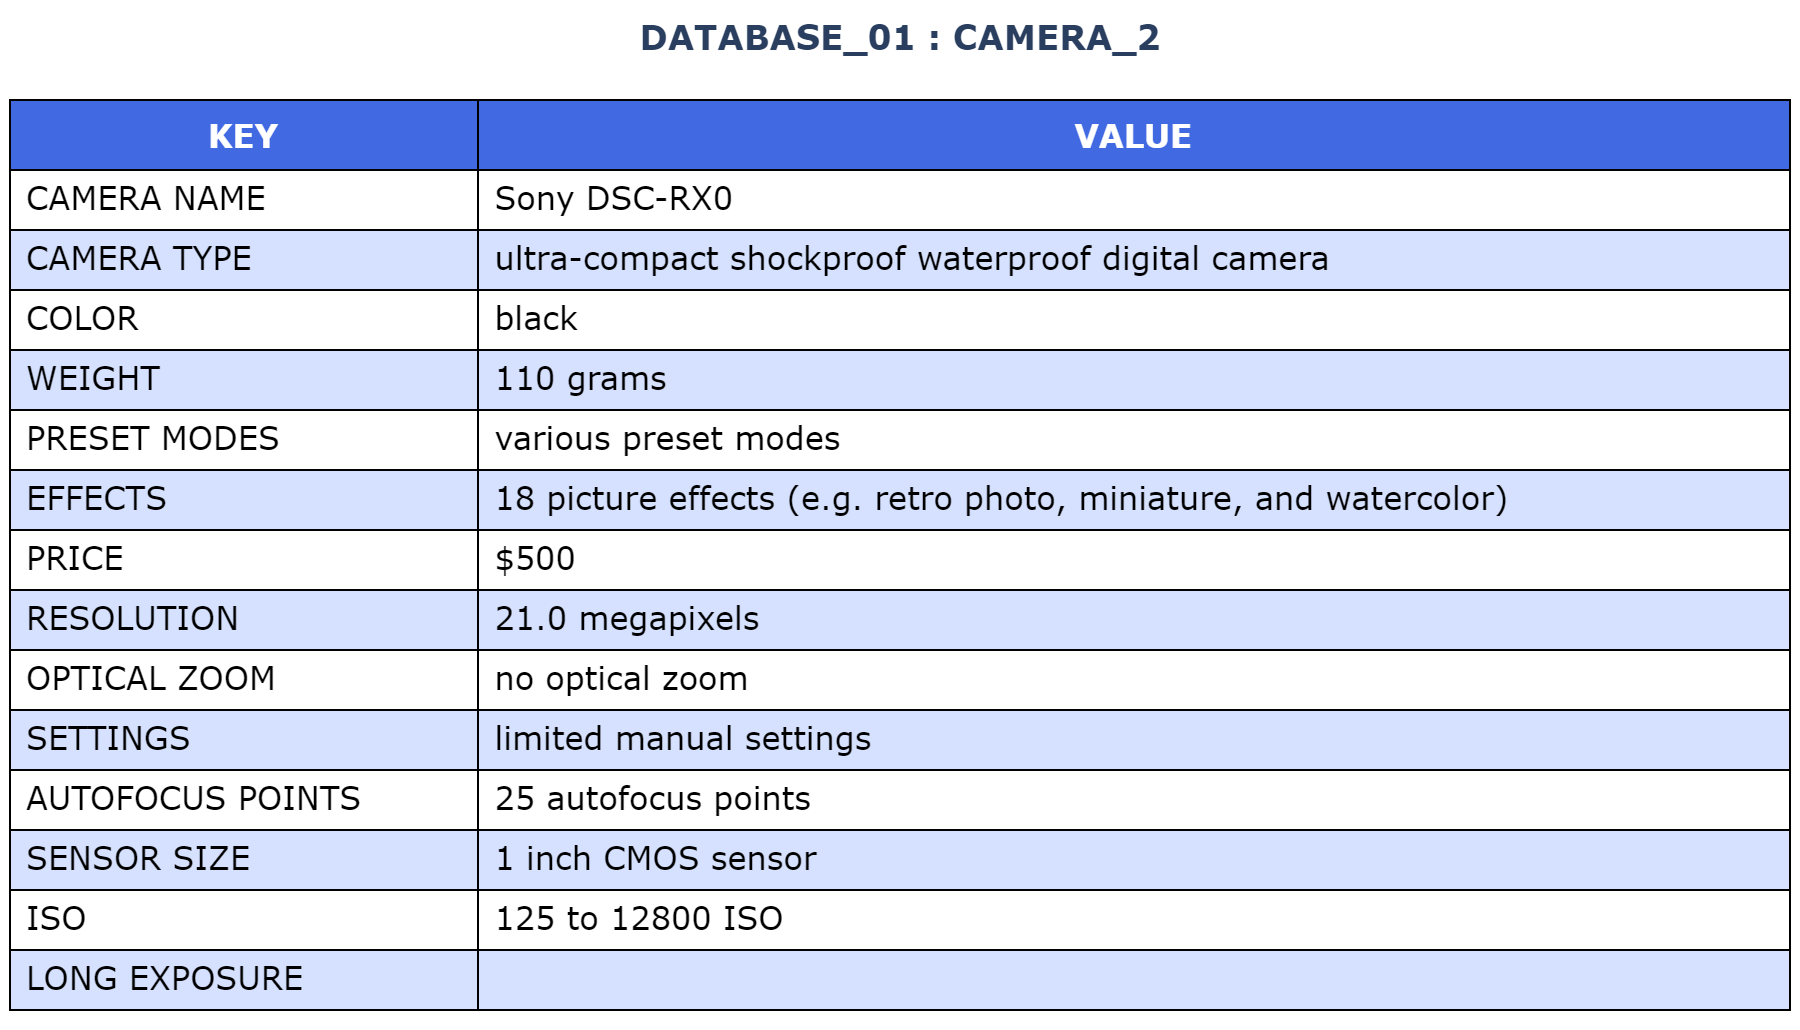 DATABASE_01 : CAMERA_2
KEY VALUE
CAMERA NAME Sony DSC-RX0
CAMERA TYPE ultra-compact shockproof waterproof digital camera
COLOR black
WEIGHT 110 grams
PRESET MODES various preset modes
EFFECTS 18 picture effects (e.g. retro photo, miniature, and watercolor)
PRICE $500
RESOLUTION 21.0 megapixels
OPTICAL ZOOM no optical zoom
SETTINGS limited manual settings
AUTOFOCUS POINTS 25 autofocus points
SENSOR SIZE 1 inch CMOS sensor
ISO 125 to 12800 ISO
LONG EXPOSURE